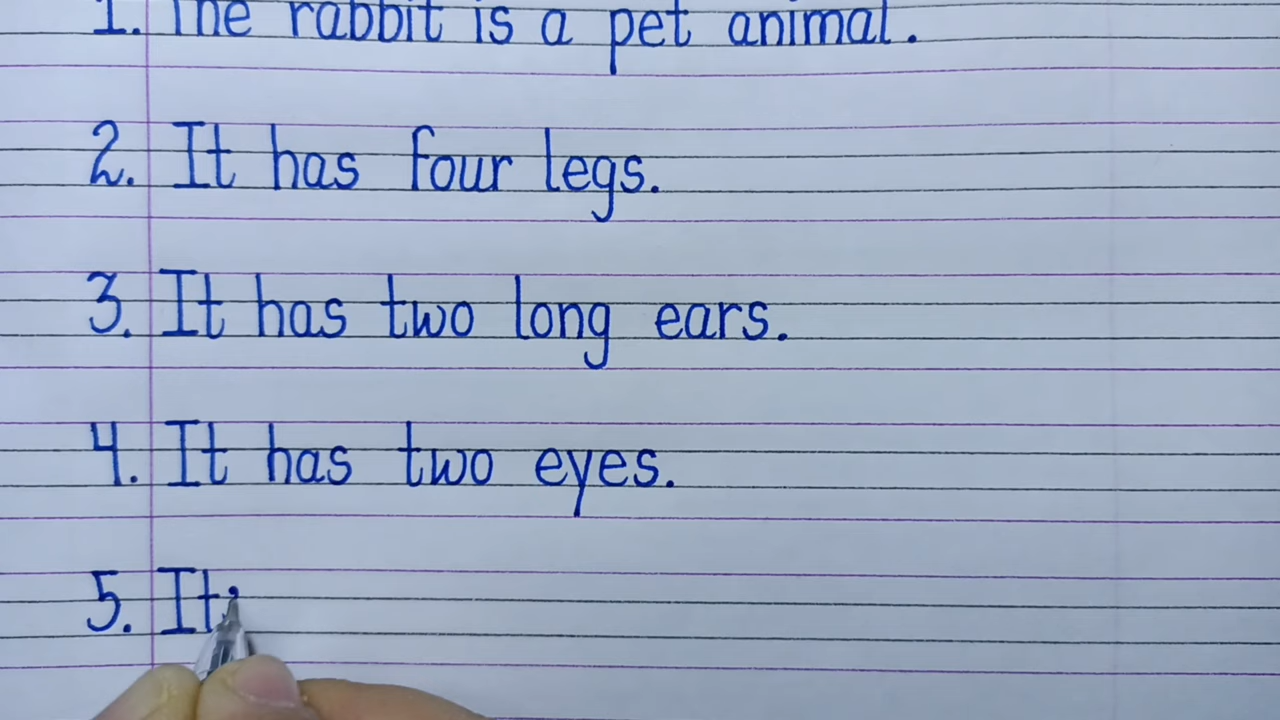 1. The rabbit is a pet animal.
2. It has four legs.
3. It has two long ears.
4. It has two eyes.
5. It